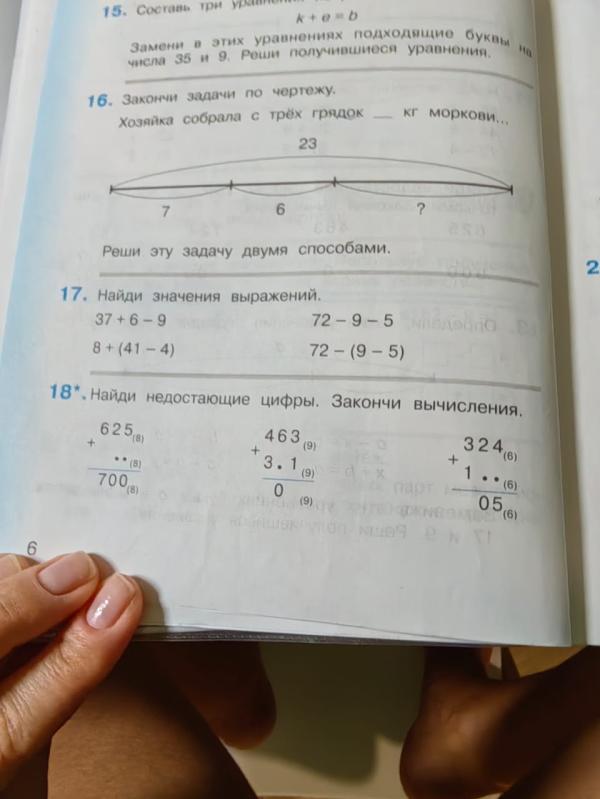 15. Составь три
k + e = b
Замени в этих уравнениях подходящие буквы на
числа 35 и 9. Реши получившиеся уравнения.
16. Закончи задачи по чертежу.
Хозяйка собрала с трёх грядок __ кг моркови...
23
7 6 ?
Реши эту задачу двумя способами.
17. Найди значения выражений.
37 + 6 – 9 72 – 9 – 5
8 + (41 – 4) 72 – (9 – 5)
18*. Найди недостающие цифры. Закончи вычисления.
625(8) 463(9) 324(6)
+ ••(8) + 3•1(9) + 1••(6)
700(8) 0(9) 05(6)
6
2